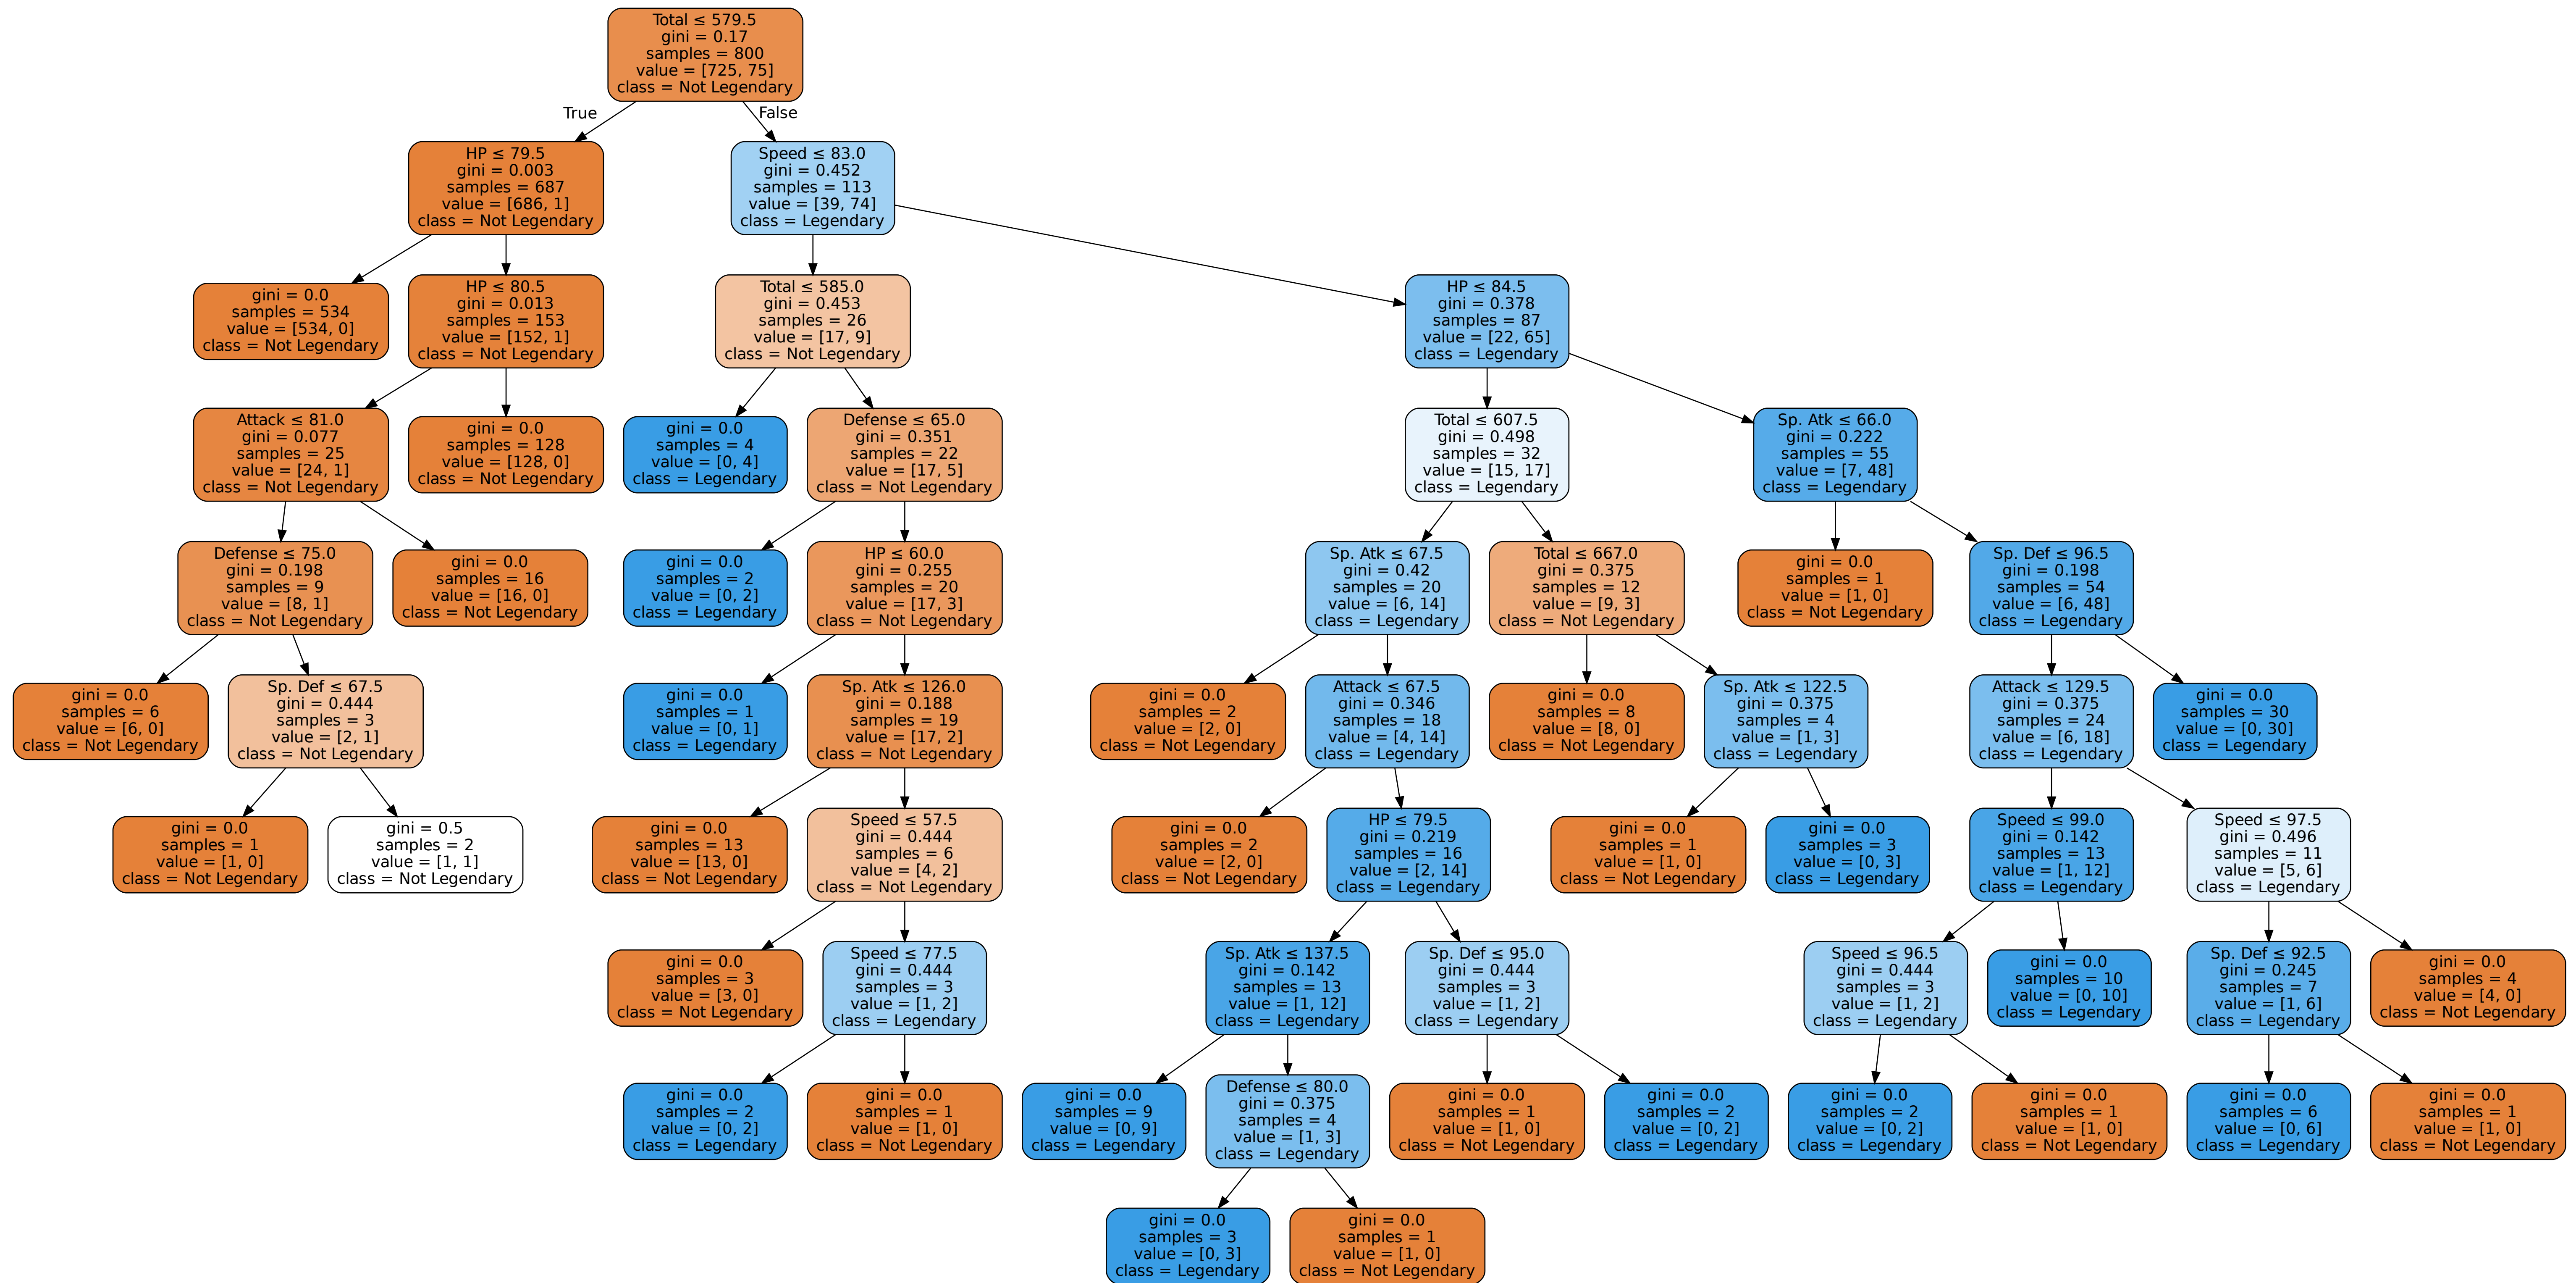 Total ≤ 579.5
gini = 0.17
samples = 800
value = [725, 75]
class = Not Legendary
True
False
HP ≤ 79.5
gini = 0.003
samples = 687
value = [686, 1]
class = Not Legendary
Speed ≤ 83.0
gini = 0.452
samples = 113
value = [39, 74]
class = Legendary
gini = 0.0
samples = 534
value = [534, 0]
class = Not Legendary
HP ≤ 80.5
gini = 0.013
samples = 153
value = [152, 1]
class = Not Legendary
Total ≤ 585.0
gini = 0.453
samples = 26
value = [17, 9]
class = Not Legendary
HP ≤ 84.5
gini = 0.378
samples = 87
value = [22, 65]
class = Legendary
Attack ≤ 81.0
gini = 0.077
samples = 25
value = [24, 1]
class = Not Legendary
gini = 0.0
samples = 128
value = [128, 0]
class = Not Legendary
gini = 0.0
samples = 4
value = [0, 4]
class = Legendary
Defense ≤ 65.0
gini = 0.351
samples = 22
value = [17, 5]
class = Not Legendary
Total ≤ 607.5
gini = 0.498
samples = 32
value = [15, 17]
class = Legendary
Sp. Atk ≤ 66.0
gini = 0.222
samples = 55
value = [7, 48]
class = Legendary
Defense ≤ 75.0
gini = 0.198
samples = 9
value = [8, 1]
class = Not Legendary
gini = 0.0
samples = 16
value = [16, 0]
class = Not Legendary
gini = 0.0
samples = 2
value = [0, 2]
class = Legendary
HP ≤ 60.0
gini = 0.255
samples = 20
value = [17, 3]
class = Not Legendary
Sp. Atk ≤ 67.5
gini = 0.42
samples = 20
value = [6, 14]
class = Legendary
Total ≤ 667.0
gini = 0.375
samples = 12
value = [9, 3]
class = Not Legendary
gini = 0.0
samples = 1
value = [1, 0]
class = Not Legendary
Sp. Def ≤ 96.5
gini = 0.198
samples = 54
value = [6, 48]
class = Legendary
gini = 0.0
samples = 6
value = [6, 0]
class = Not Legendary
Sp. Def ≤ 67.5
gini = 0.444
samples = 3
value = [2, 1]
class = Not Legendary
gini = 0.0
samples = 1
value = [0, 1]
class = Legendary
Sp. Atk ≤ 126.0
gini = 0.188
samples = 19
value = [17, 2]
class = Not Legendary
gini = 0.0
samples = 2
value = [2, 0]
class = Not Legendary
Attack ≤ 67.5
gini = 0.346
samples = 18
value = [4, 14]
class = Legendary
gini = 0.0
samples = 8
value = [8, 0]
class = Not Legendary
Sp. Atk ≤ 122.5
gini = 0.375
samples = 4
value = [1, 3]
class = Legendary
Attack ≤ 129.5
gini = 0.375
samples = 24
value = [6, 18]
class = Legendary
gini = 0.0
samples = 30
value = [0, 30]
class = Legendary
gini = 0.0
samples = 1
value = [1, 0]
class = Not Legendary
gini = 0.5
samples = 2
value = [1, 1]
class = Not Legendary
gini = 0.0
samples = 13
value = [13, 0]
class = Not Legendary
Speed ≤ 57.5
gini = 0.444
samples = 6
value = [4, 2]
class = Not Legendary
gini = 0.0
samples = 2
value = [2, 0]
class = Not Legendary
HP ≤ 79.5
gini = 0.219
samples = 16
value = [2, 14]
class = Legendary
gini = 0.0
samples = 1
value = [1, 0]
class = Not Legendary
gini = 0.0
samples = 3
value = [0, 3]
class = Legendary
Speed ≤ 99.0
gini = 0.142
samples = 13
value = [1, 12]
class = Legendary
Speed ≤ 97.5
gini = 0.496
samples = 11
value = [5, 6]
class = Legendary
gini = 0.0
samples = 3
value = [3, 0]
class = Not Legendary
Speed ≤ 77.5
gini = 0.444
samples = 3
value = [1, 2]
class = Legendary
Sp. Atk ≤ 137.5
gini = 0.142
samples = 13
value = [1, 12]
class = Legendary
Sp. Def ≤ 95.0
gini = 0.444
samples = 3
value = [1, 2]
class = Legendary
Speed ≤ 96.5
gini = 0.444
samples = 3
value = [1, 2]
class = Legendary
gini = 0.0
samples = 10
value = [0, 10]
class = Legendary
Sp. Def ≤ 92.5
gini = 0.245
samples = 7
value = [1, 6]
class = Legendary
gini = 0.0
samples = 4
value = [4, 0]
class = Not Legendary
gini = 0.0
samples = 2
value = [0, 2]
class = Legendary
gini = 0.0
samples = 1
value = [1, 0]
class = Not Legendary
gini = 0.0
samples = 9
value = [0, 9]
class = Legendary
Defense ≤ 80.0
gini = 0.375
samples = 4
value = [1, 3]
class = Legendary
gini = 0.0
samples = 1
value = [1, 0]
class = Not Legendary
gini = 0.0
samples = 2
value = [0, 2]
class = Legendary
gini = 0.0
samples = 2
value = [0, 2]
class = Legendary
gini = 0.0
samples = 1
value = [1, 0]
class = Not Legendary
gini = 0.0
samples = 6
value = [0, 6]
class = Legendary
gini = 0.0
samples = 1
value = [1, 0]
class = Not Legendary
gini = 0.0
samples = 3
value = [0, 3]
class = Legendary
gini = 0.0
samples = 1
value = [1, 0]
class = Not Legendary